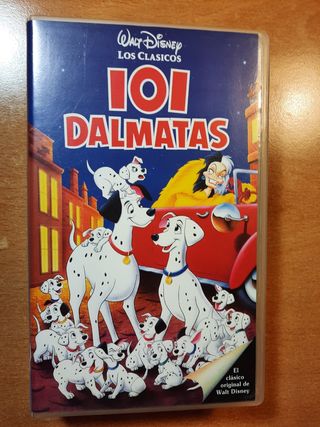 WALT DISNEY
LOS CLASICOS
101
DALMATAS
El
clásico
original de
Walt Disney